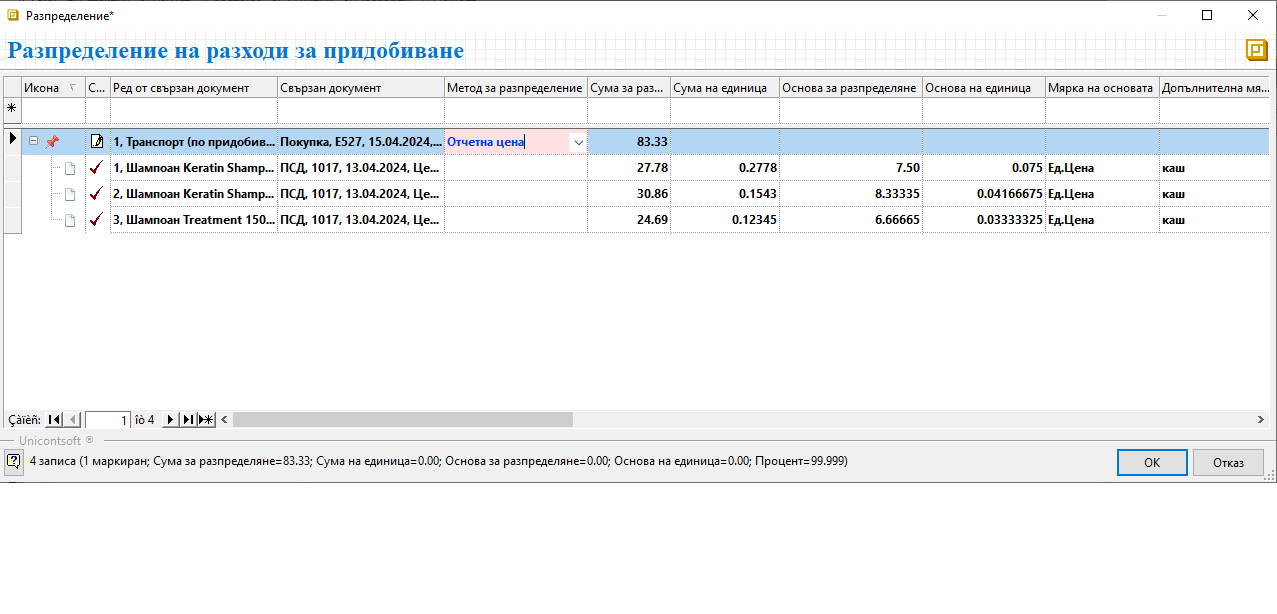 Разпределение*
Разпределение на разходи за придобиване
Икона С... Ред от свързан документ Свързан документ Метод за разпределение Сума за раз... Сума на единица Основа за разпределяне Основа на единица Мярка на основата Допълнителна мя...
1, Транспорт (по придобив... Покупка, E527, 15.04.2024,... Отчетна цена 83.33
1, Шампоан Keratin Shamp... ПСД, 1017, 13.04.2024, Це... 27.78 0.2778 7.50 0.075 Ед.Цена каш
2, Шампоан Keratin Shamp... ПСД, 1017, 13.04.2024, Це... 30.86 0.1543 8.33335 0.04166675 Ед.Цена каш
3, Шампоан Treatment 150... ПСД, 1017, 13.04.2024, Це... 24.69 0.12345 6.66665 0.03333325 Ед.Цена каш
Çàïèñ: 1 îò 4
Unicontsoft ®
4 записа (1 маркиран; Сума за разпределяне=83.33; Сума на единица=0.00; Основа за разпределяне=0.00; Основа на единица=0.00; Процент=99.999)
OK Отказ